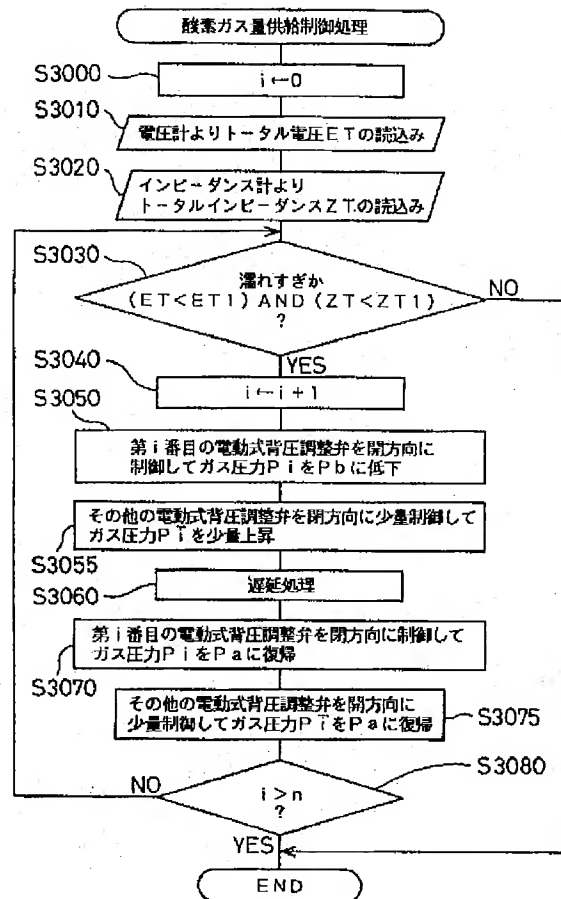 酸素ガス量供給制御処理
S3000
i←0
S3010
電圧計よりトータル電圧ETの読込み
S3020
インピーダンス計より
トータルインピーダンスZTの読込み
S3030
濡れすぎか
(ET<ET1) AND (ZT<ZT1)
?
NO
YES
S3040
i←i+1
S3050
第i番目の電動式背圧調整弁を開方向に
制御してガス圧力PiをPbに低下
その他の電動式背圧調整弁を閉方向に少量制御して
ガス圧力Pi̅を少量上昇
S3055
遅延処理
S3060
第i番目の電動式背圧調整弁を閉方向に制御して
ガス圧力PiをPaに復帰
S3070
その他の電動式背圧調整弁を開方向に
少量制御してガス圧力Pi̅をPaに復帰
S3075
S3080
NO
i>n
?
YES
END